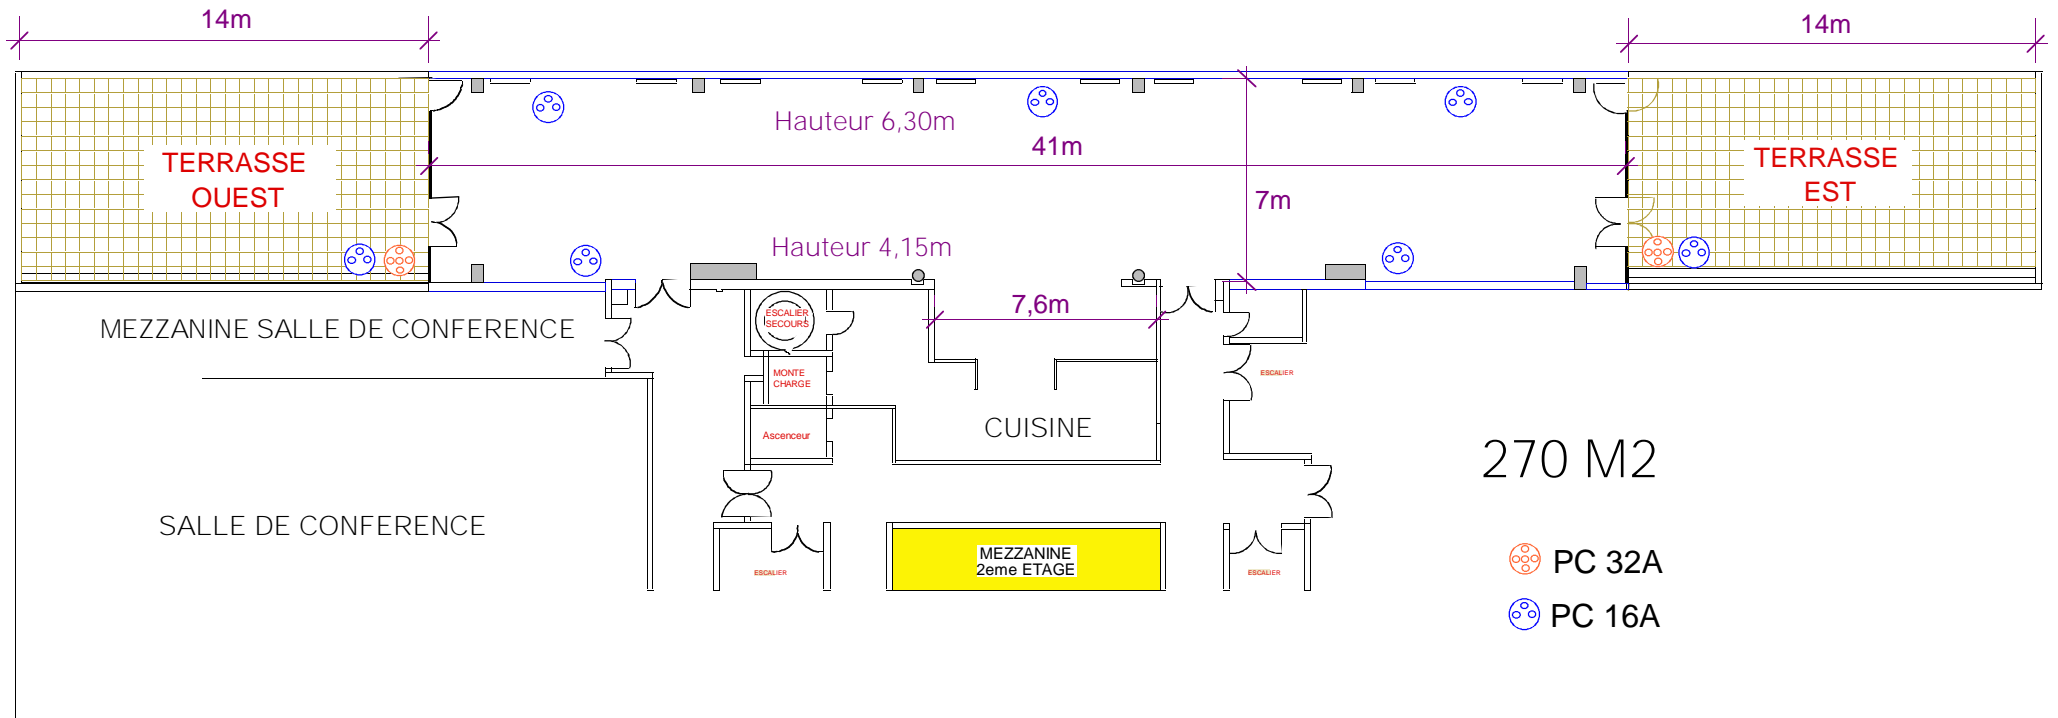 14m
14m
Hauteur 6,30m
41m
TERRASSE
OUEST
TERRASSE
EST
7m
Hauteur 4,15m
7,6m
ESCALIER
SECOURS
MEZZANINE SALLE DE CONFERENCE
MONTE
CHARGE
ESCALIER
CUISINE
Ascenceur
270 M2
SALLE DE CONFERENCE
MEZZANINE
2eme ETAGE
ESCALIER
ESCALIER
PC 32A
PC 16A